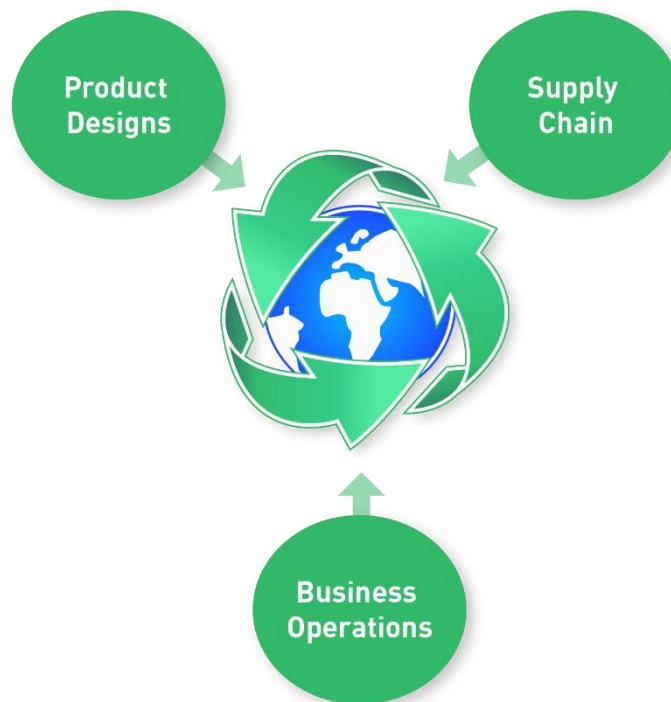 Product
Designs
Supply
Chain
Business
Operations